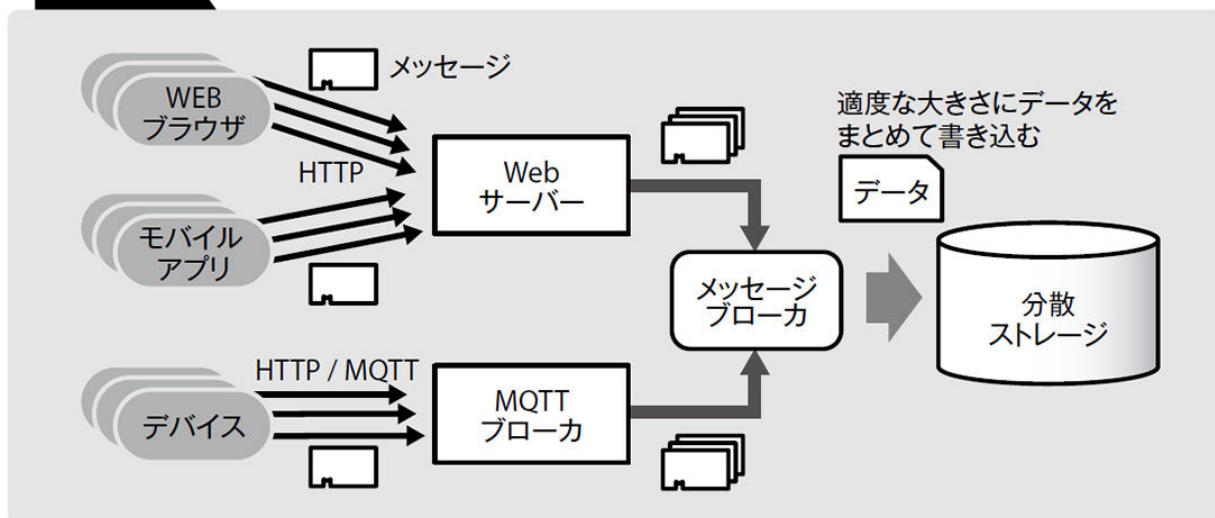 メッセージ
WEB
ブラウザ
HTTP
モバイル
アプリ
Web
サーバー
適度な大きさにデータを
まとめて書き込む
データ
メッセージ
ブローカ
分散
ストレージ
HTTP / MQTT
デバイス
MQTT
ブローカ